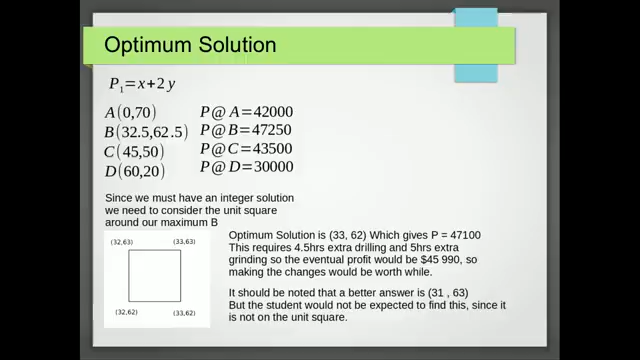 Optimum Solution
P₁=x+2 y
A(0,70) P@A=42000
B(32.5,62.5) P@B=47250
C(45,50) P@C=43500
D(60,20) P@D=30000
Since we must have an integer solution
we need to consider the unit square
around our maximum B
(32,63) (33,63)
(32,62) (33,62)
Optimum Solution is (33, 62) Which gives P = 47100
This requires 4.5hrs extra drilling and 5hrs extra
grinding so the eventual profit would be $45 990, so
making the changes would be worth while.
It should be noted that a better answer is (31 , 63)
But the student would not be expected to find this, since it
is not on the unit square.